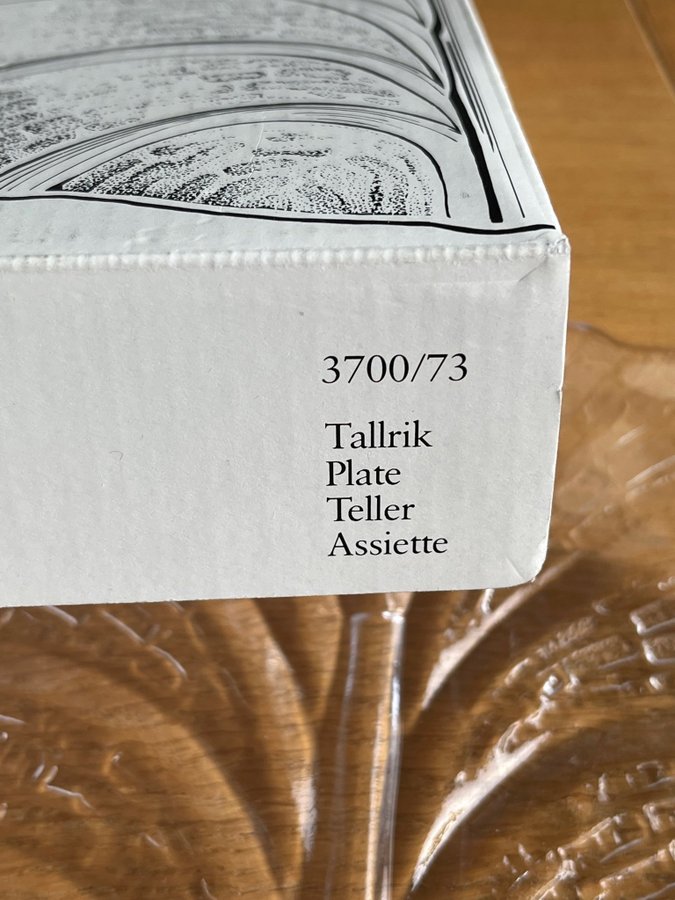 3700/73
Tallrik
Plate
Teller
Assiette